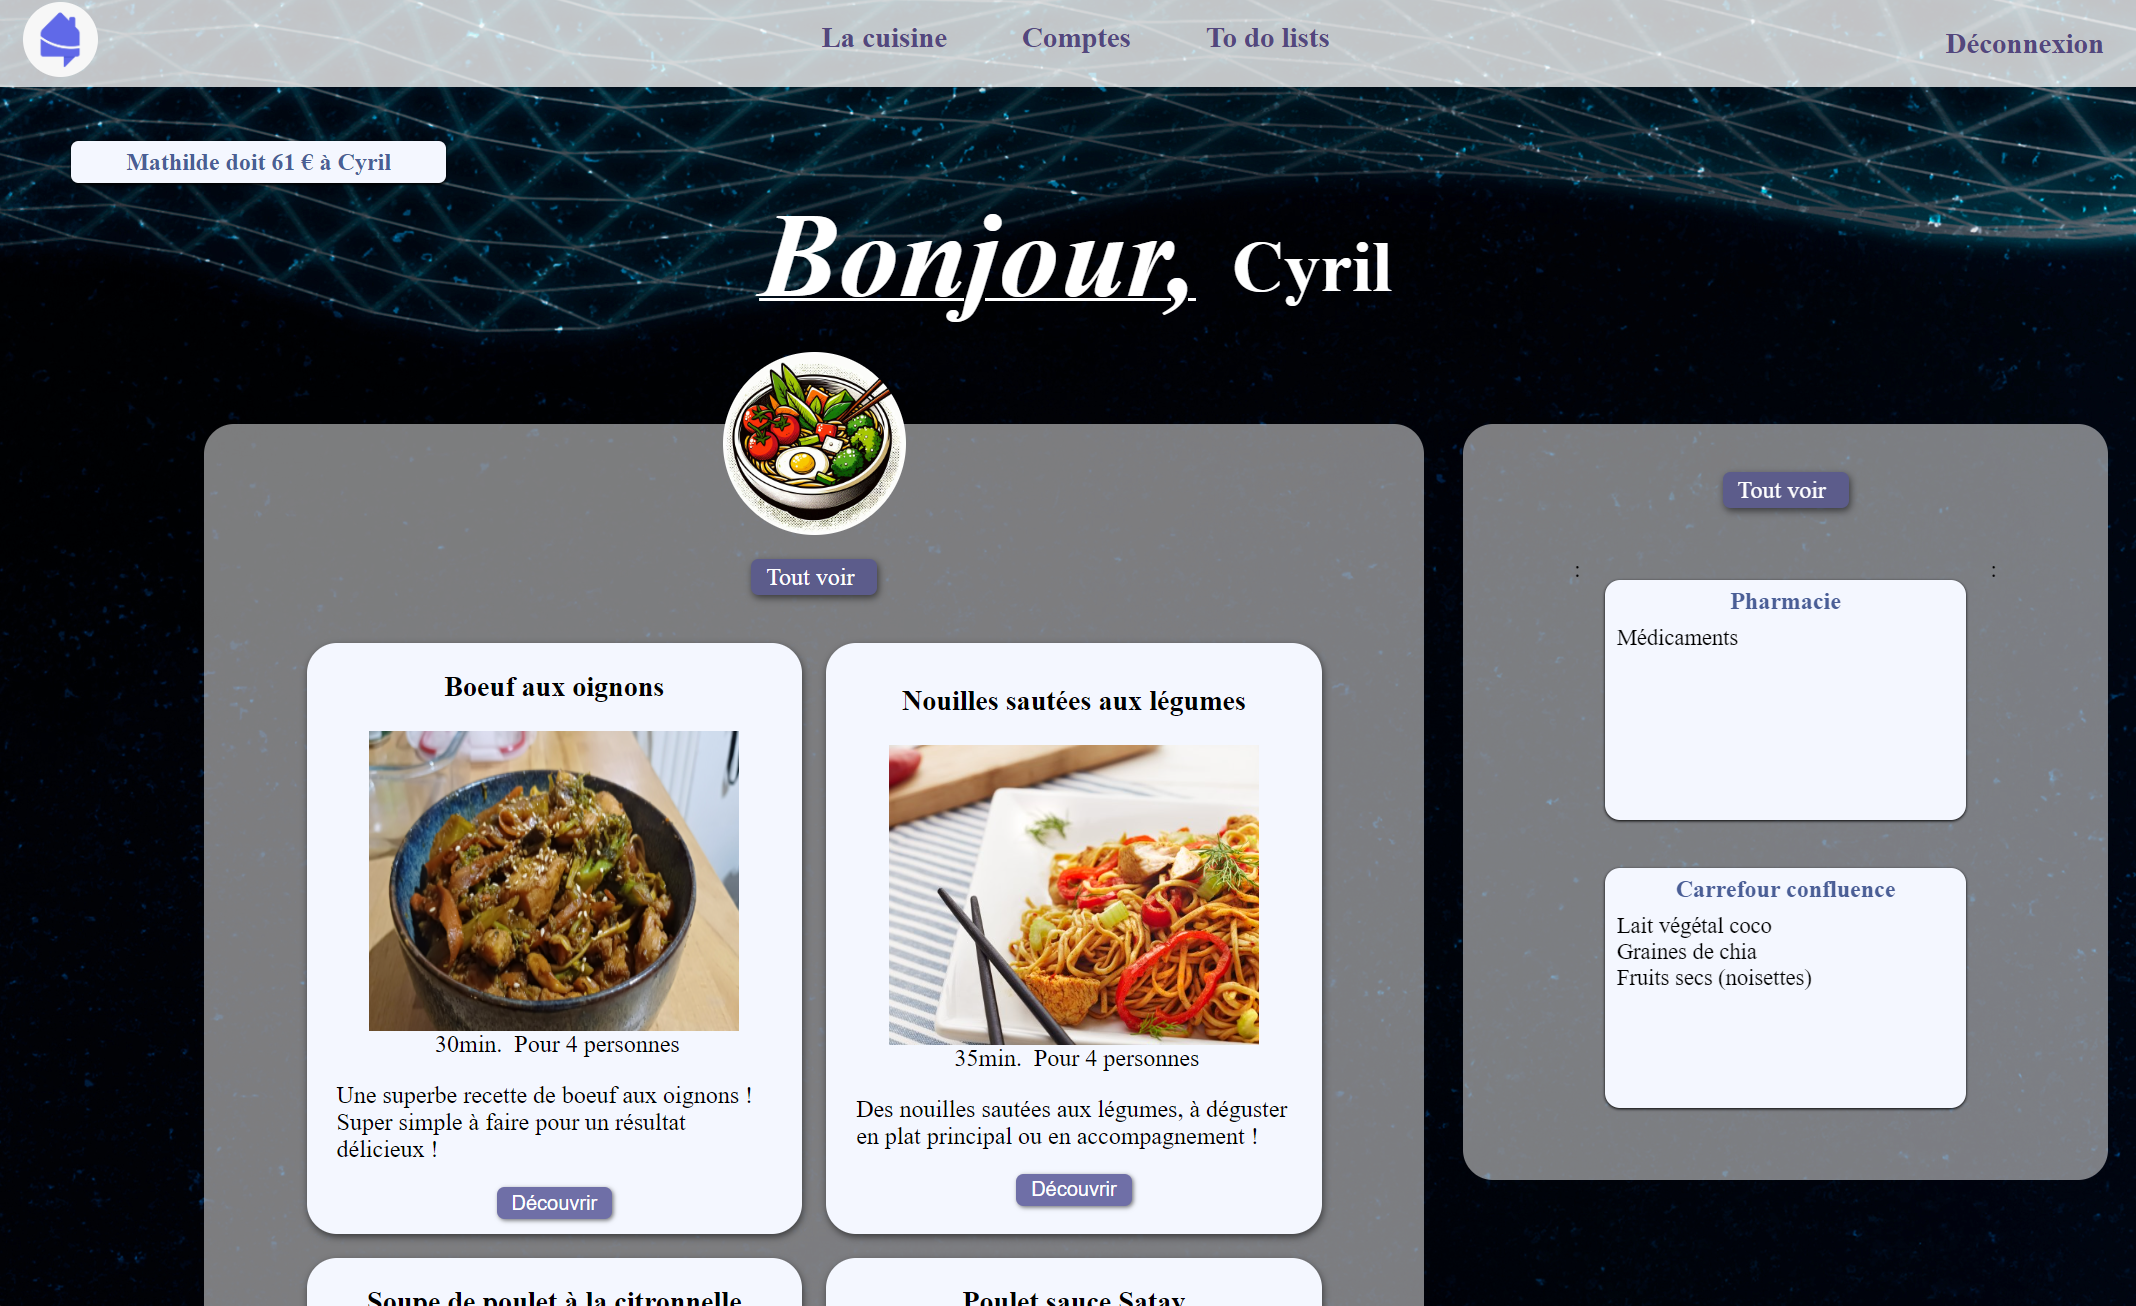 La cuisine
Comptes
To do lists
Déconnexion
Mathilde doit 61 € à Cyril
Bonjour, Cyril
Tout voir
Boeuf aux oignons
30min. Pour 4 personnes
Une superbe recette de boeuf aux oignons !
Super simple à faire pour un résultat
délicieux !
Découvrir
Nouilles sautées aux légumes
35min. Pour 4 personnes
Des nouilles sautées aux légumes, à déguster
en plat principal ou en accompagnement !
Découvrir
Soupe de poulet à la citronnelle
Poulet sauce Satay
Tout voir
: :
Pharmacie
Médicaments
Carrefour confluence
Lait végétal coco
Graines de chia
Fruits secs (noisettes)